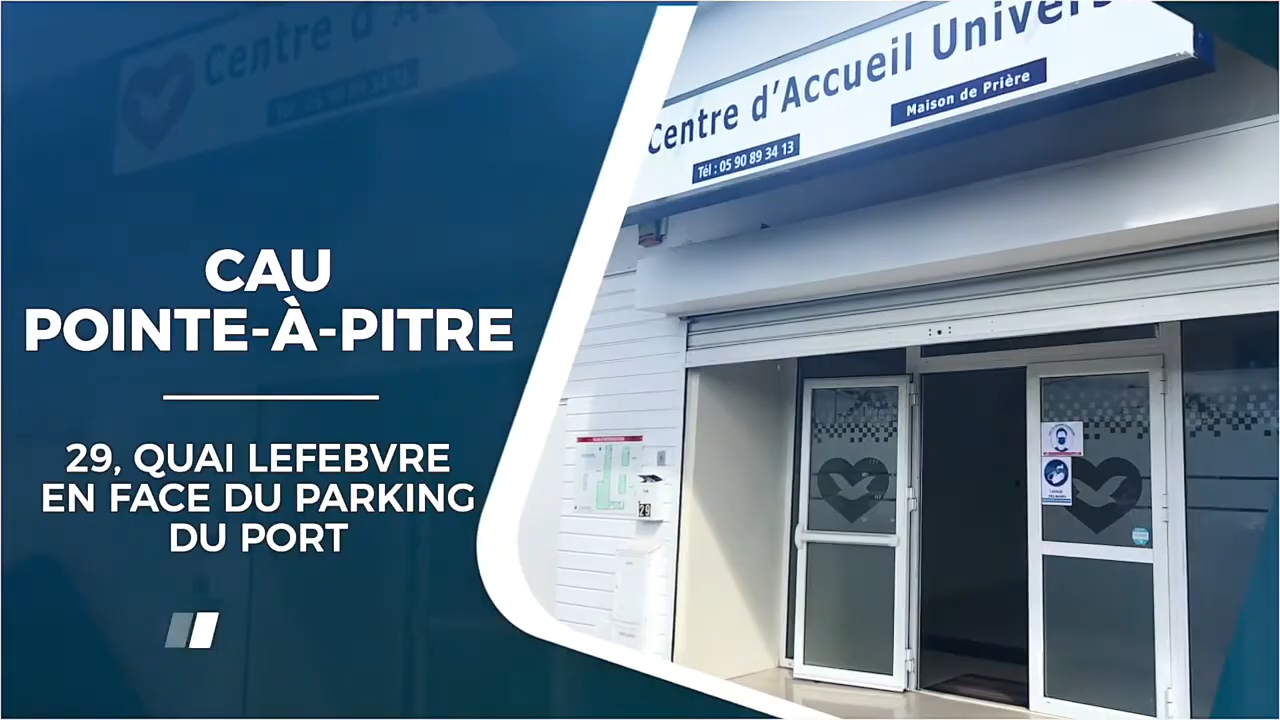 CAU
POINTE-À-PITRE
29, QUAI LEFEBVRE
EN FACE DU PARKING
DU PORT
Centre d'Accueil
Maison de Prière
Tél : 05 90 89 34 13
29
Centre d'A